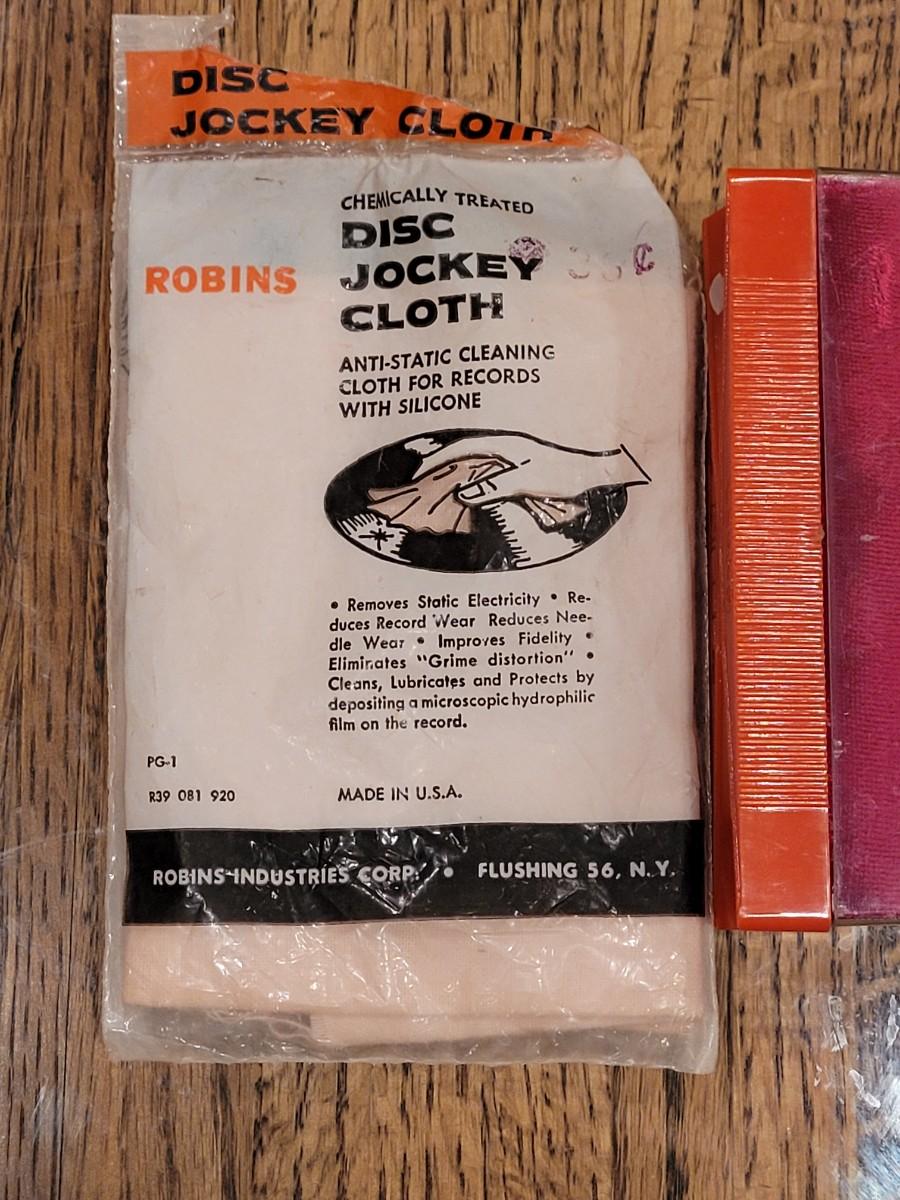 DISC
JOCKEY CLOTH
CHEMICALLY TREATED
DISC
JOCKEY
CLOTH
ROBINS
¢
ANTI-STATIC CLEANING
CLOTH FOR RECORDS
WITH SILICONE
• Removes Static Electricity • Re-
duces Record Wear Reduces Nee-
dle Wear • Improves Fidelity •
Eliminates "Grime distortion" •
Cleans, Lubricates and Protects by
depositing a microscopic hydrophilic
film on the record.
PG-1
R39 081 920
MADE IN U.S.A.
ROBINS INDUSTRIES CORP. • FLUSHING 56, N.Y.